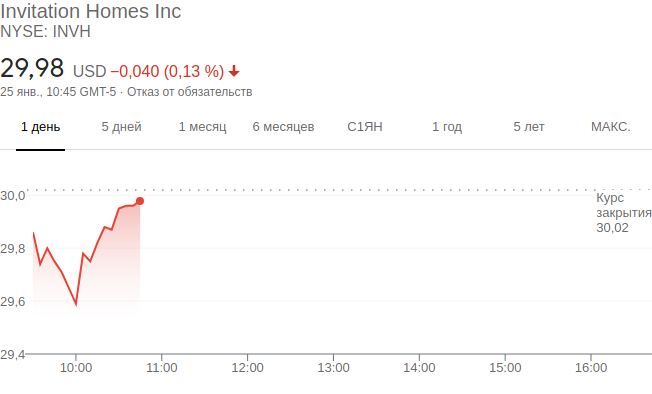 Invitation Homes Inc
NYSE: INVH
29,98 USD −0,040 (0,13 %)
25 янв., 10:45 GMT-5 · Отказ от обязательств
1 день 5 дней 1 месяц 6 месяцев С1ЯН 1 год 5 лет МАКС.
30,0
Курс
закрытия
30,02
29,8
29,6
29,4
10:00 11:00 12:00 13:00 14:00 15:00 16:00